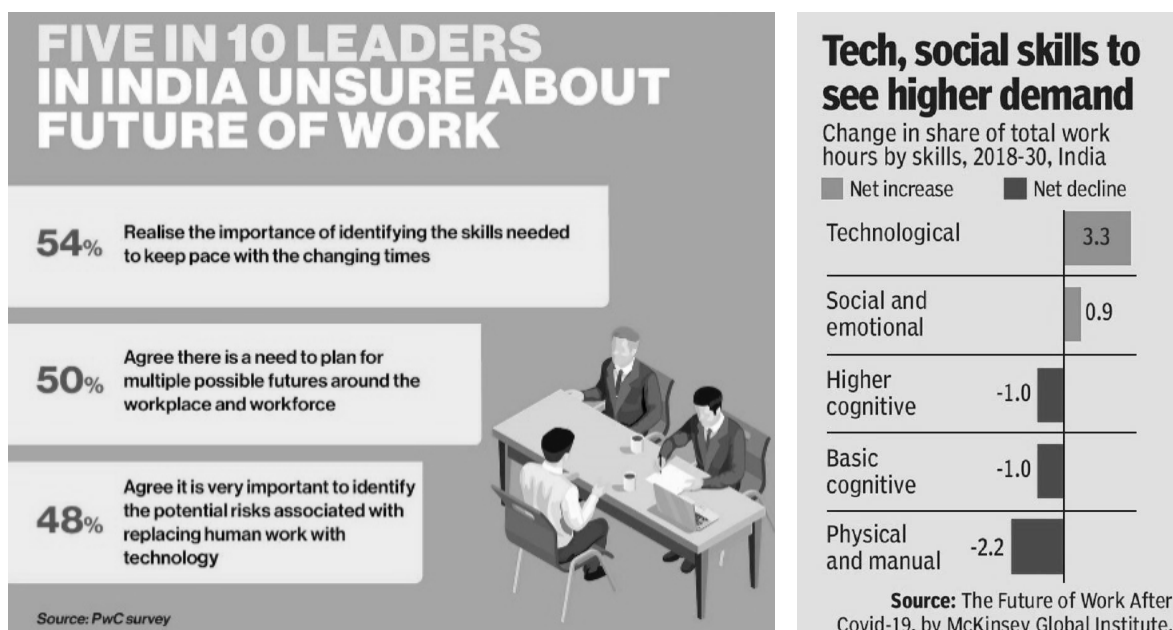 FIVE IN 10 LEADERS
IN INDIA UNSURE ABOUT
FUTURE OF WORK
54%
Realise the importance of identifying the skills needed
to keep pace with the changing times
50%
Agree there is a need to plan for
multiple possible futures around the
workplace and workforce
48%
Agree it is very important to identify
the potential risks associated with
replacing human work with
technology
Source: PwC survey
Tech, social skills to
see higher demand
Change in share of total work
hours by skills, 2018-30, India
Net increase
Net decline
Technological
3.3
Social and
emotional
0.9
Higher
cognitive
-1.0
Basic
cognitive
-1.0
Physical
and manual
-2.2
Source: The Future of Work After
Covid-19, by McKinsey Global Institute.